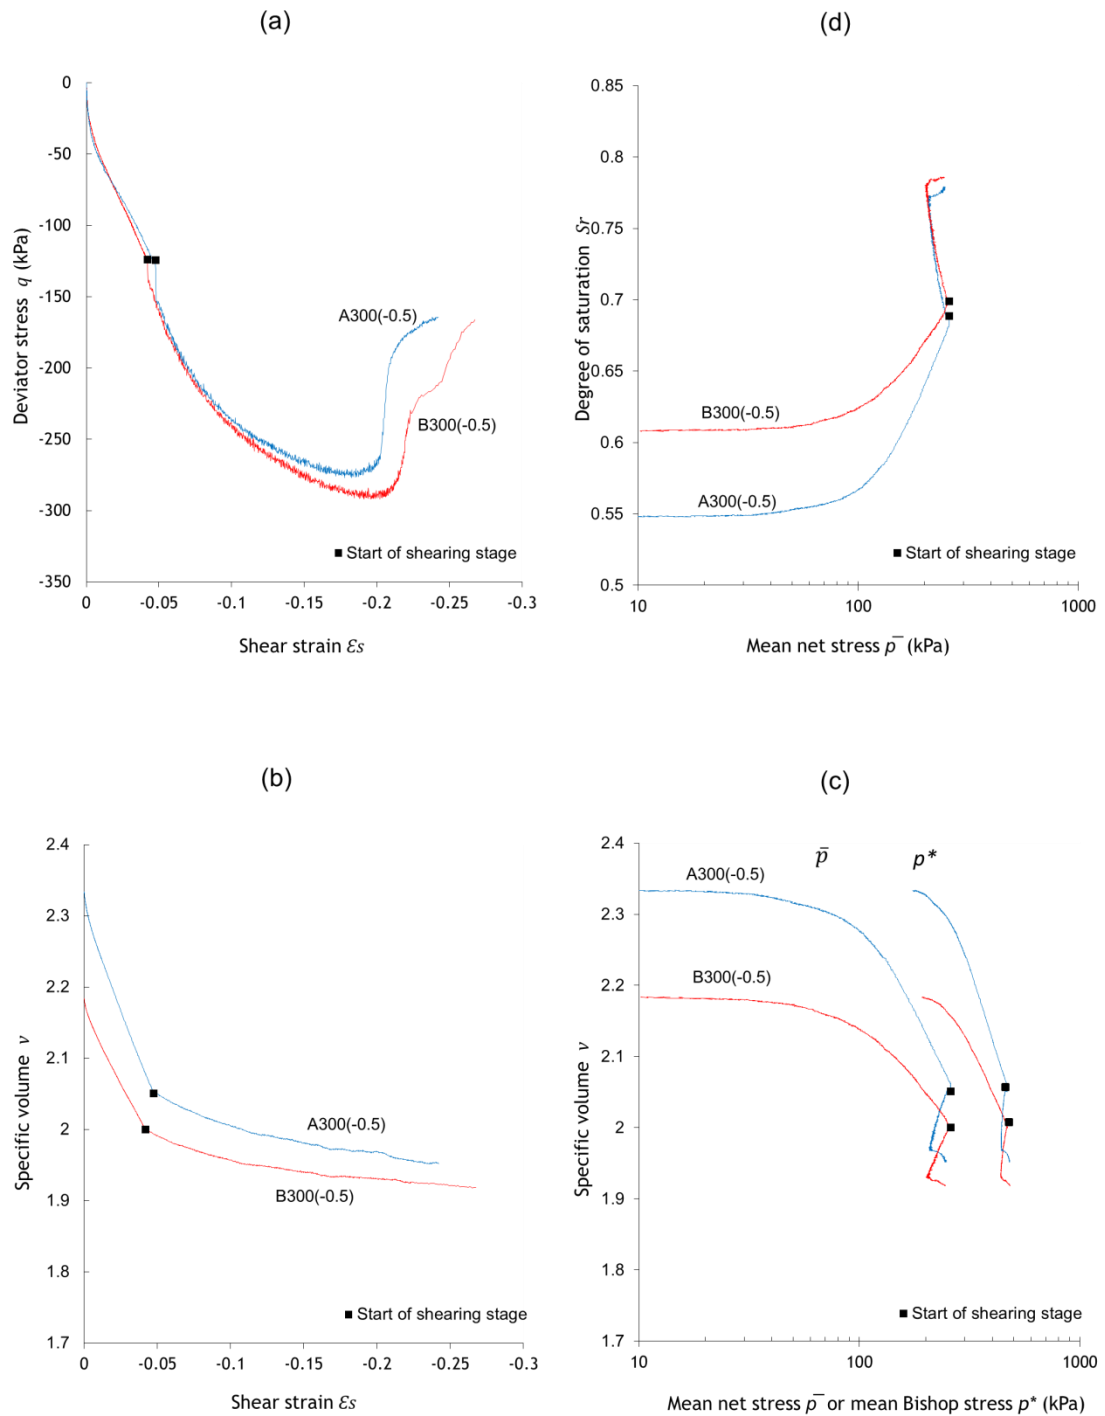 (a)
0
-50
-100
-150
-200
-250
-300
-350
Deviator stress q (kPa)
A300(-0.5)
B300(-0.5)
■ Start of shearing stage
0 -0.05 -0.1 -0.15 -0.2 -0.25 -0.3
Shear strain Ɛs
(d)
0.85
0.8
0.75
0.7
0.65
0.6
0.55
0.5
Degree of saturation Sr
B300(-0.5)
A300(-0.5)
■ Start of shearing stage
10 100 1000
Mean net stress p̅ (kPa)
(b)
2.4
2.3
2.2
2.1
2
1.9
1.8
1.7
Specific volume v
A300(-0.5)
B300(-0.5)
■ Start of shearing stage
0 -0.05 -0.1 -0.15 -0.2 -0.25 -0.3
Shear strain Ɛs
(c)
2.4
2.3
2.2
2.1
2
1.9
1.8
1.7
Specific volume v
p̅ p*
A300(-0.5)
B300(-0.5)
■ Start of shearing stage
10 100 1000
Mean net stress p̅ or mean Bishop stress p* (kPa)